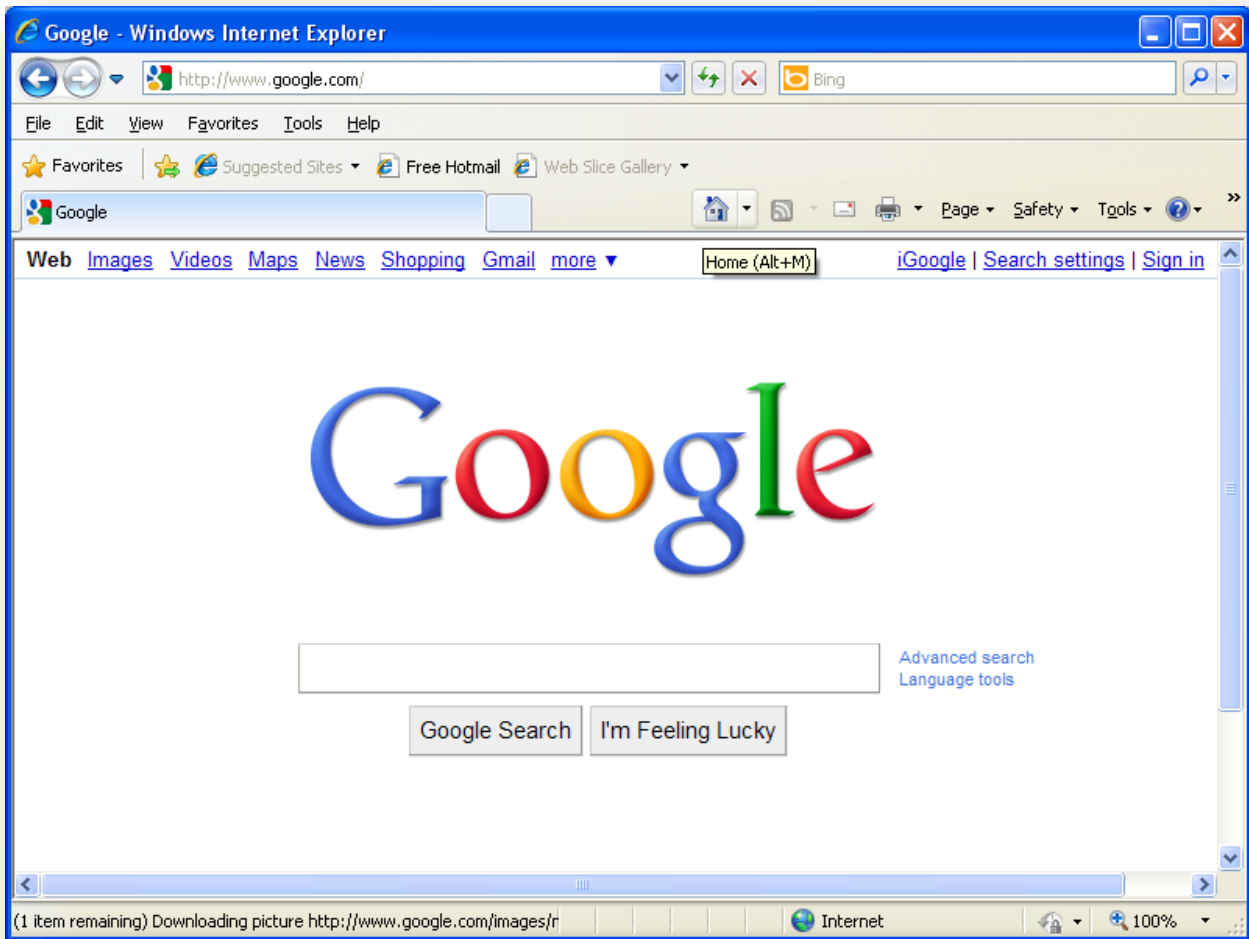 Google - Windows Internet Explorer
http://www.google.com/
Bing
File Edit View Favorites Tools Help
Favorites Suggested Sites Free Hotmail Web Slice Gallery
Google
Page Safety Tools »
Web Images Videos Maps News Shopping Gmail more ▼
Home (Alt+M)
iGoogle | Search settings | Sign in
Google
Advanced search
Language tools
Google Search I'm Feeling Lucky
(1 item remaining) Downloading picture http://www.google.com/images/r Internet 100%